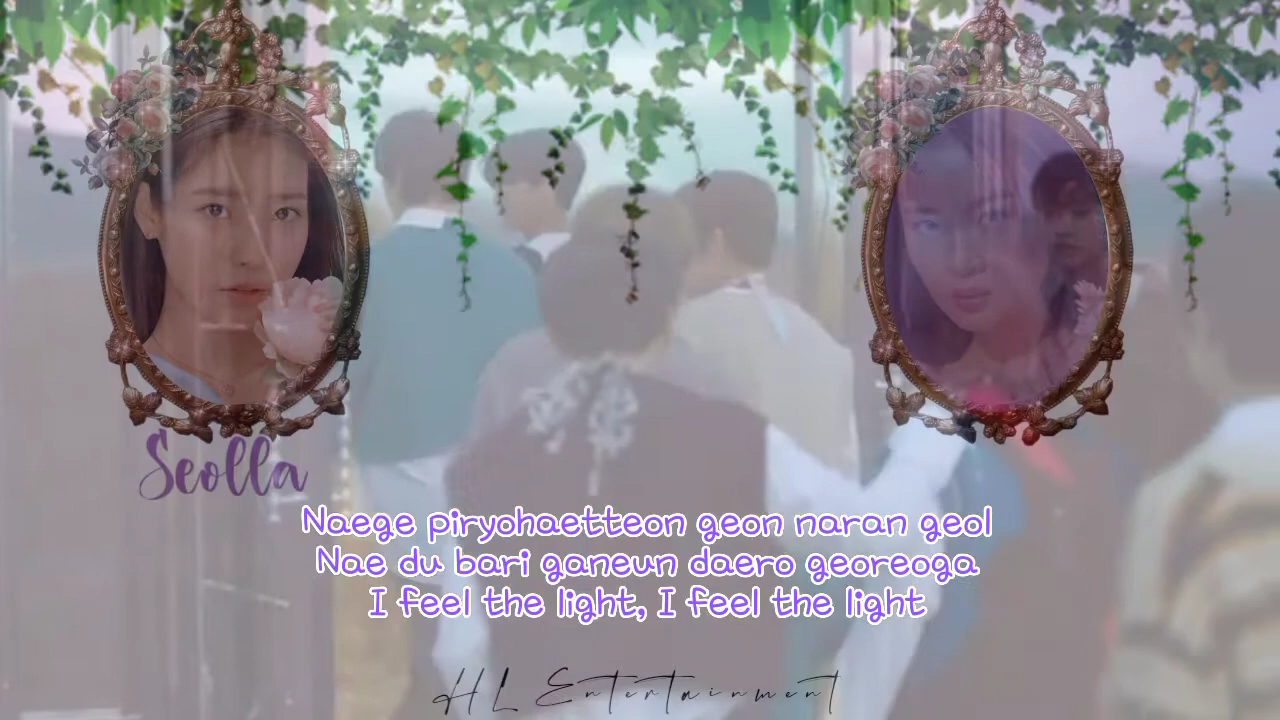 Seolla
Naege piryohaetteon geon naran geol
Nae du bari ganeun daero georeoga
I feel the light, I feel the light
HL Entertainment